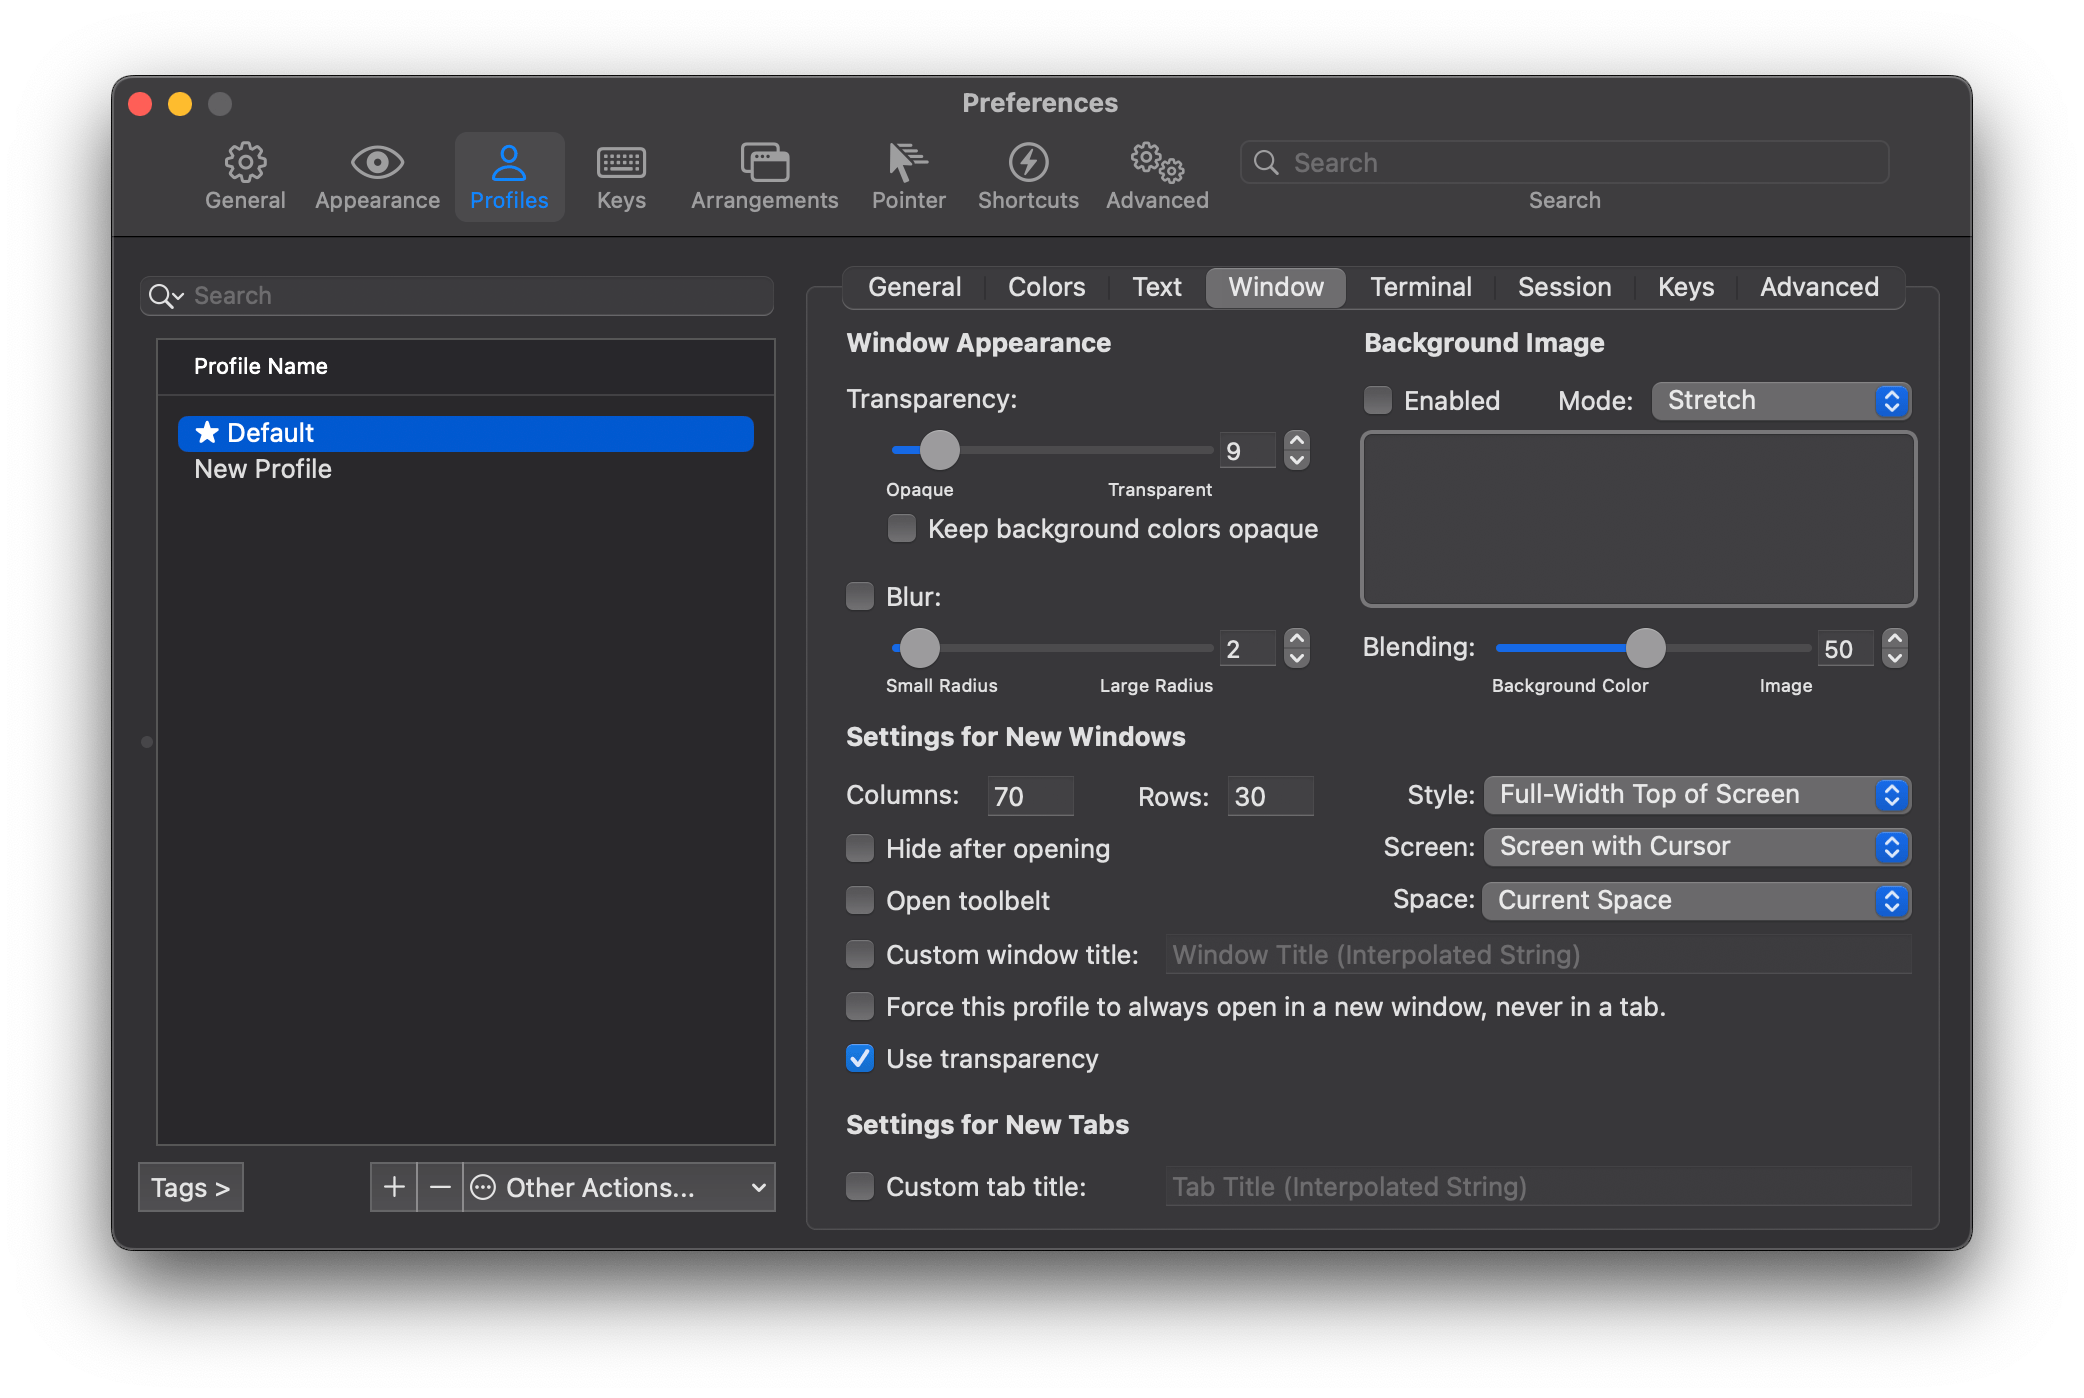 Preferences
General
Appearance
Profiles
Keys
Arrangements
Pointer
Shortcuts
Advanced
Search
Search
Search
Profile Name
Default
New Profile
Tags >
Other Actions...
General
Colors
Text
Window
Terminal
Session
Keys
Advanced
Window Appearance
Transparency:
9
Opaque
Transparent
Keep background colors opaque
Blur:
2
Small Radius
Large Radius
Background Image
Enabled
Mode: Stretch
Blending:
50
Background Color
Image
Settings for New Windows
Columns: 70
Rows: 30
Style: Full-Width Top of Screen
Hide after opening
Screen: Screen with Cursor
Open toolbelt
Space: Current Space
Custom window title: Window Title (Interpolated String)
Force this profile to always open in a new window, never in a tab.
Use transparency
Settings for New Tabs
Custom tab title: Tab Title (Interpolated String)